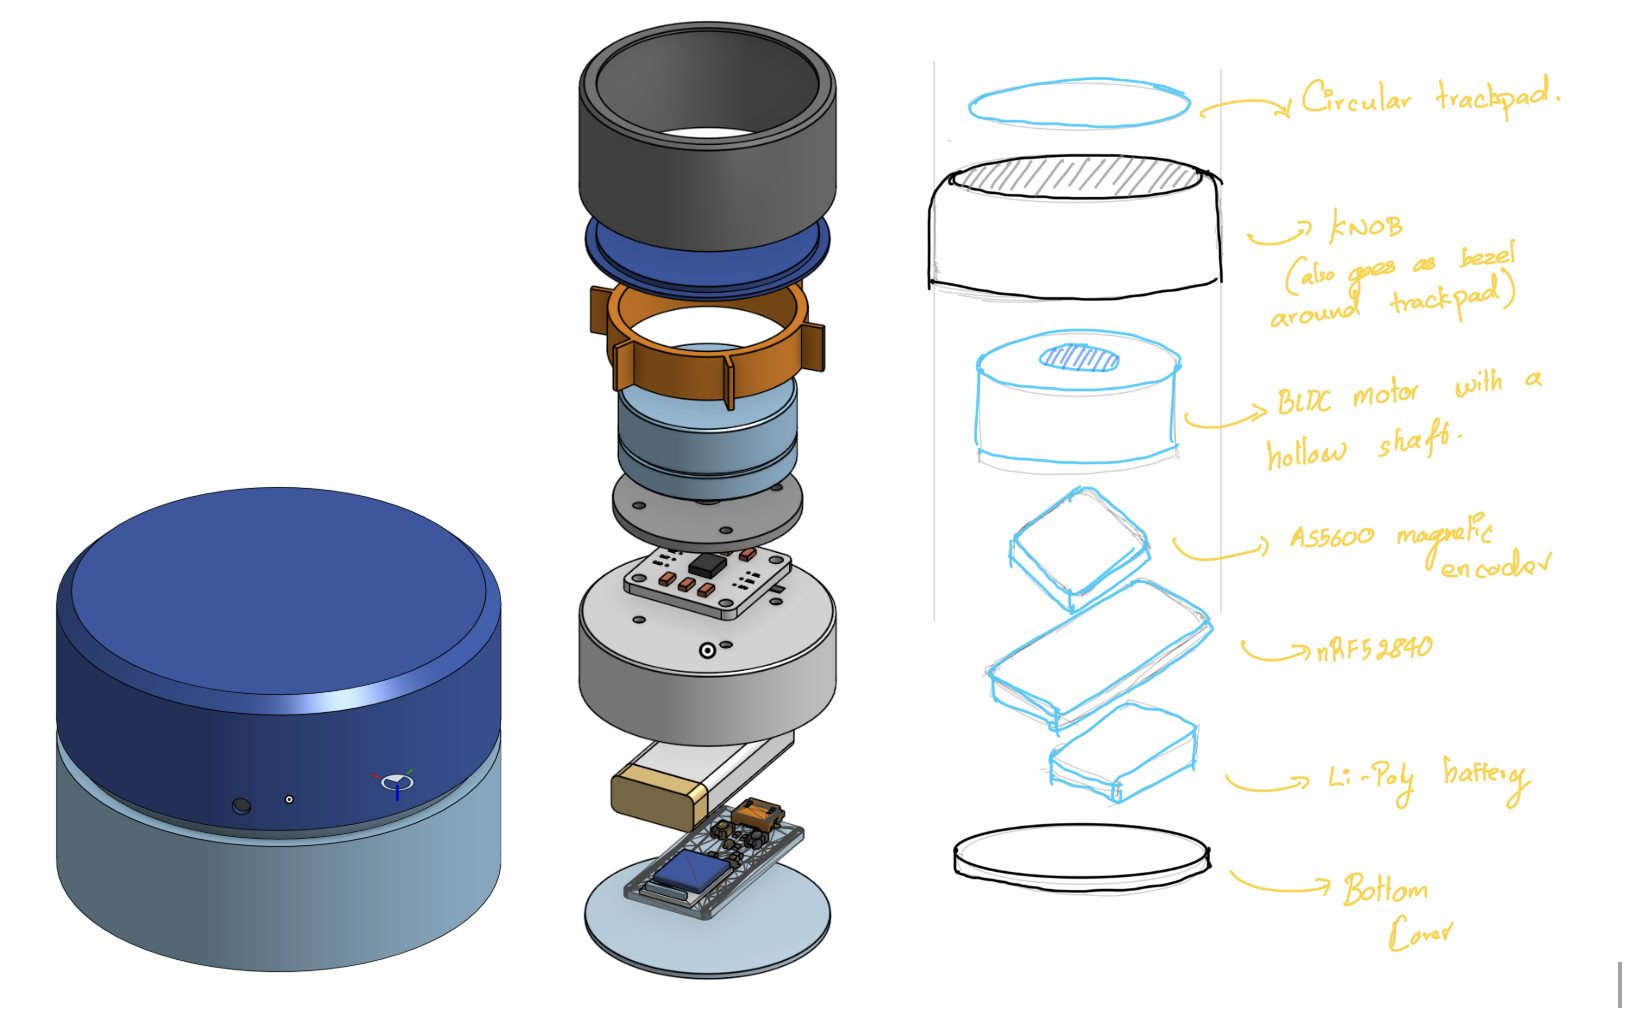 Circular trackpad.
KNOB
(also goes as bezel
around trackpad)
BLDC motor with a
hollow shaft.
AS5600 magnetic
encoder
nRF52840
Li-Poly battery
Bottom
Cover